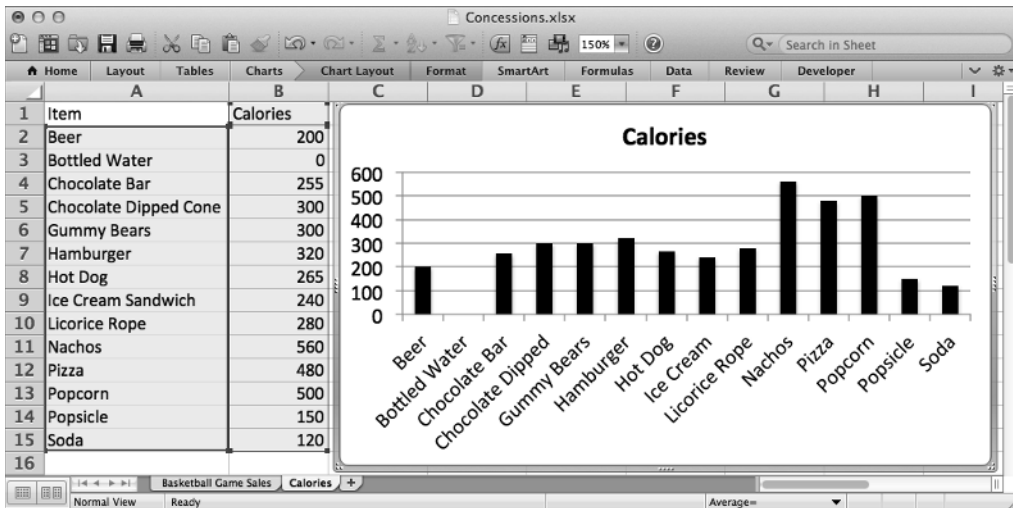 Concessions.xlsx
fx 150% ? Search in Sheet
Home Layout Tables Charts Chart Layout Format SmartArt Formulas Data Review Developer
A B C D E F G H I
1 Item Calories
2 Beer 200
3 Bottled Water 0
4 Chocolate Bar 255
5 Chocolate Dipped Cone 300
6 Gummy Bears 300
7 Hamburger 320
8 Hot Dog 265
9 Ice Cream Sandwich 240
10 Licorice Rope 280
11 Nachos 560
12 Pizza 480
13 Popcorn 500
14 Popsicle 150
15 Soda 120
16
Calories
600
500
400
300
200
100
0
Beer
Bottled Water
Chocolate Bar
Chocolate Dipped
Gummy Bears
Hamburger
Hot Dog
Ice Cream
Licorice Rope
Nachos
Pizza
Popcorn
Popsicle
Soda
Basketball Game Sales Calories +
Normal View Ready Average=